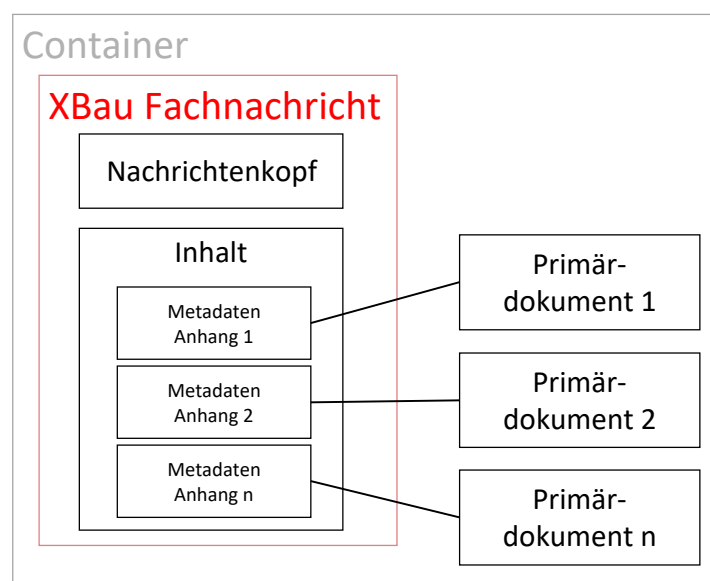 Container
XBau Fachnachricht
Nachrichtenkopf
Inhalt
Metadaten
Anhang 1
Metadaten
Anhang 2
Metadaten
Anhang n
Primär-
dokument 1
Primär-
dokument 2
Primär-
dokument n